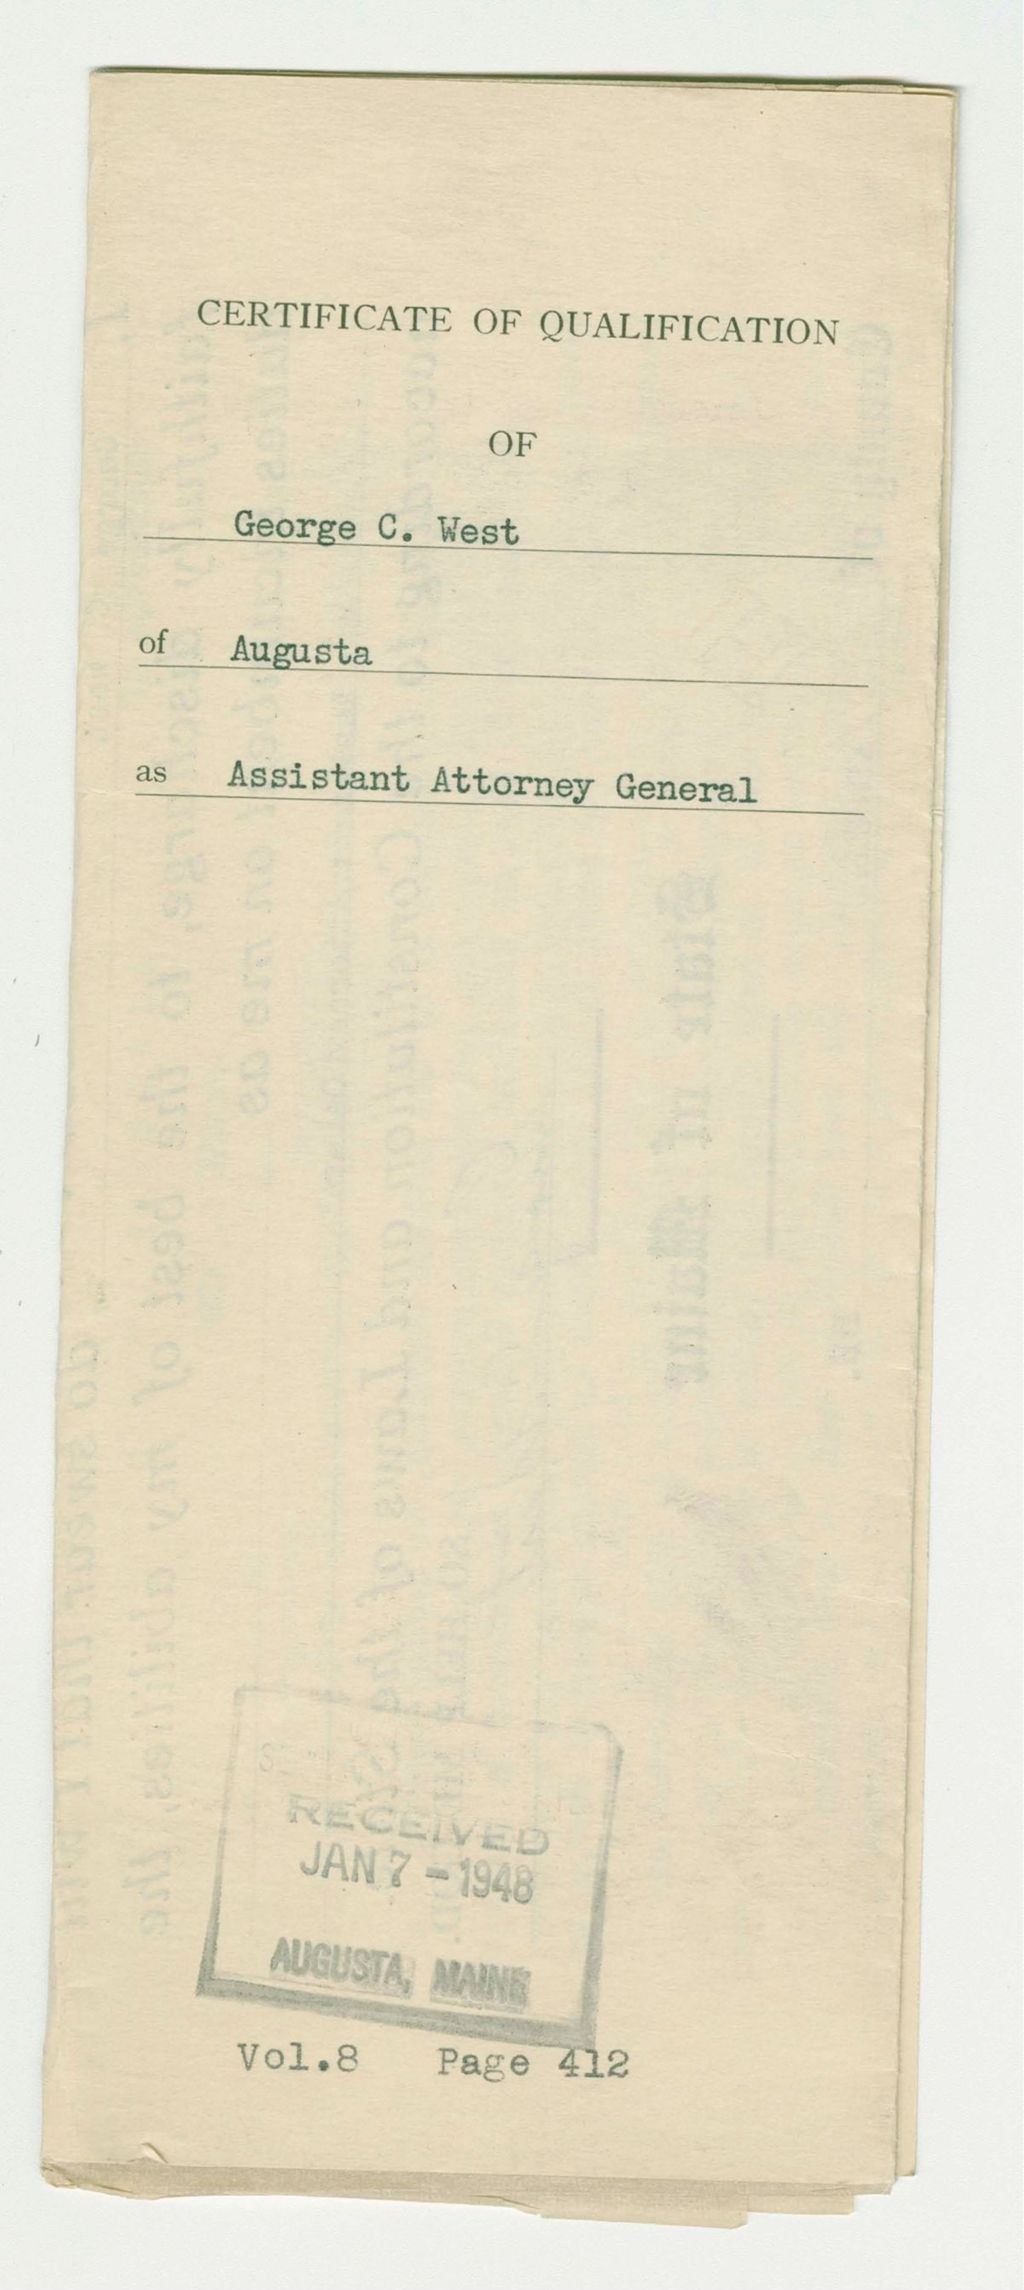 CERTIFICATE OF QUALIFICATION
OF
George C. West
of Augusta
as Assistant Attorney General
RECEIVED
JAN 7 - 1948
AUGUSTA, MAINE
Vol.8 Page 412